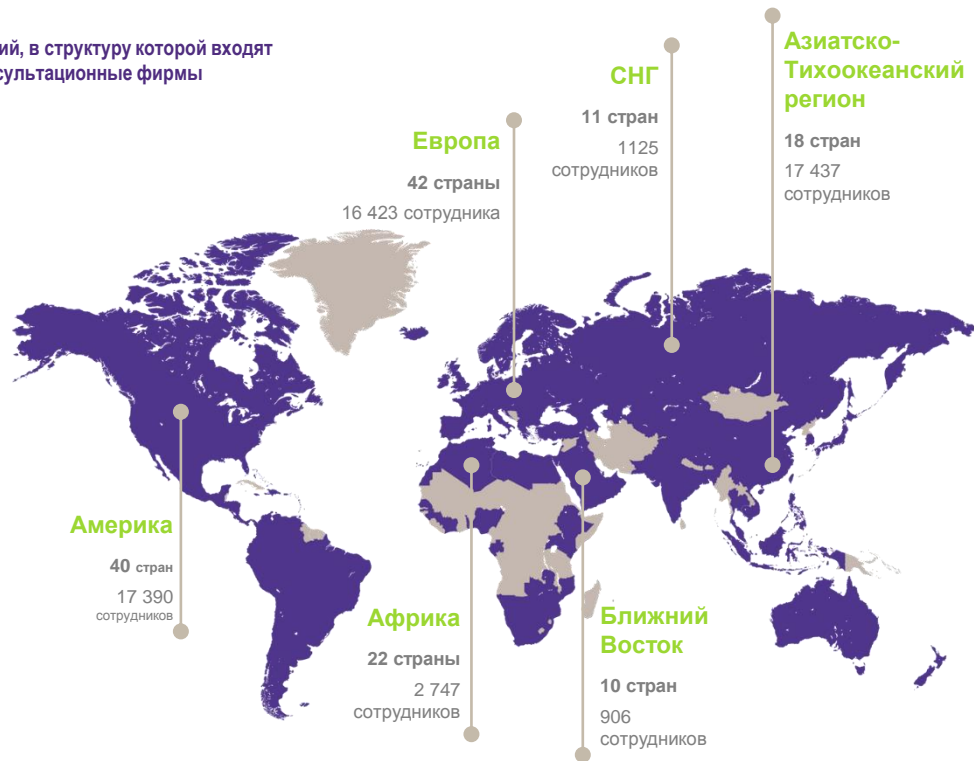 ий, в структуру которой входят
сультационные фирмы
Азиатско-
Тихоокеанский
регион
18 стран
17 437
сотрудников
СНГ
11 стран
1125
сотрудников
Европа
42 страны
16 423 сотрудника
Америка
40 стран
17 390
сотрудников
Африка
22 страны
2 747
сотрудников
Ближний
Восток
10 стран
906
сотрудников